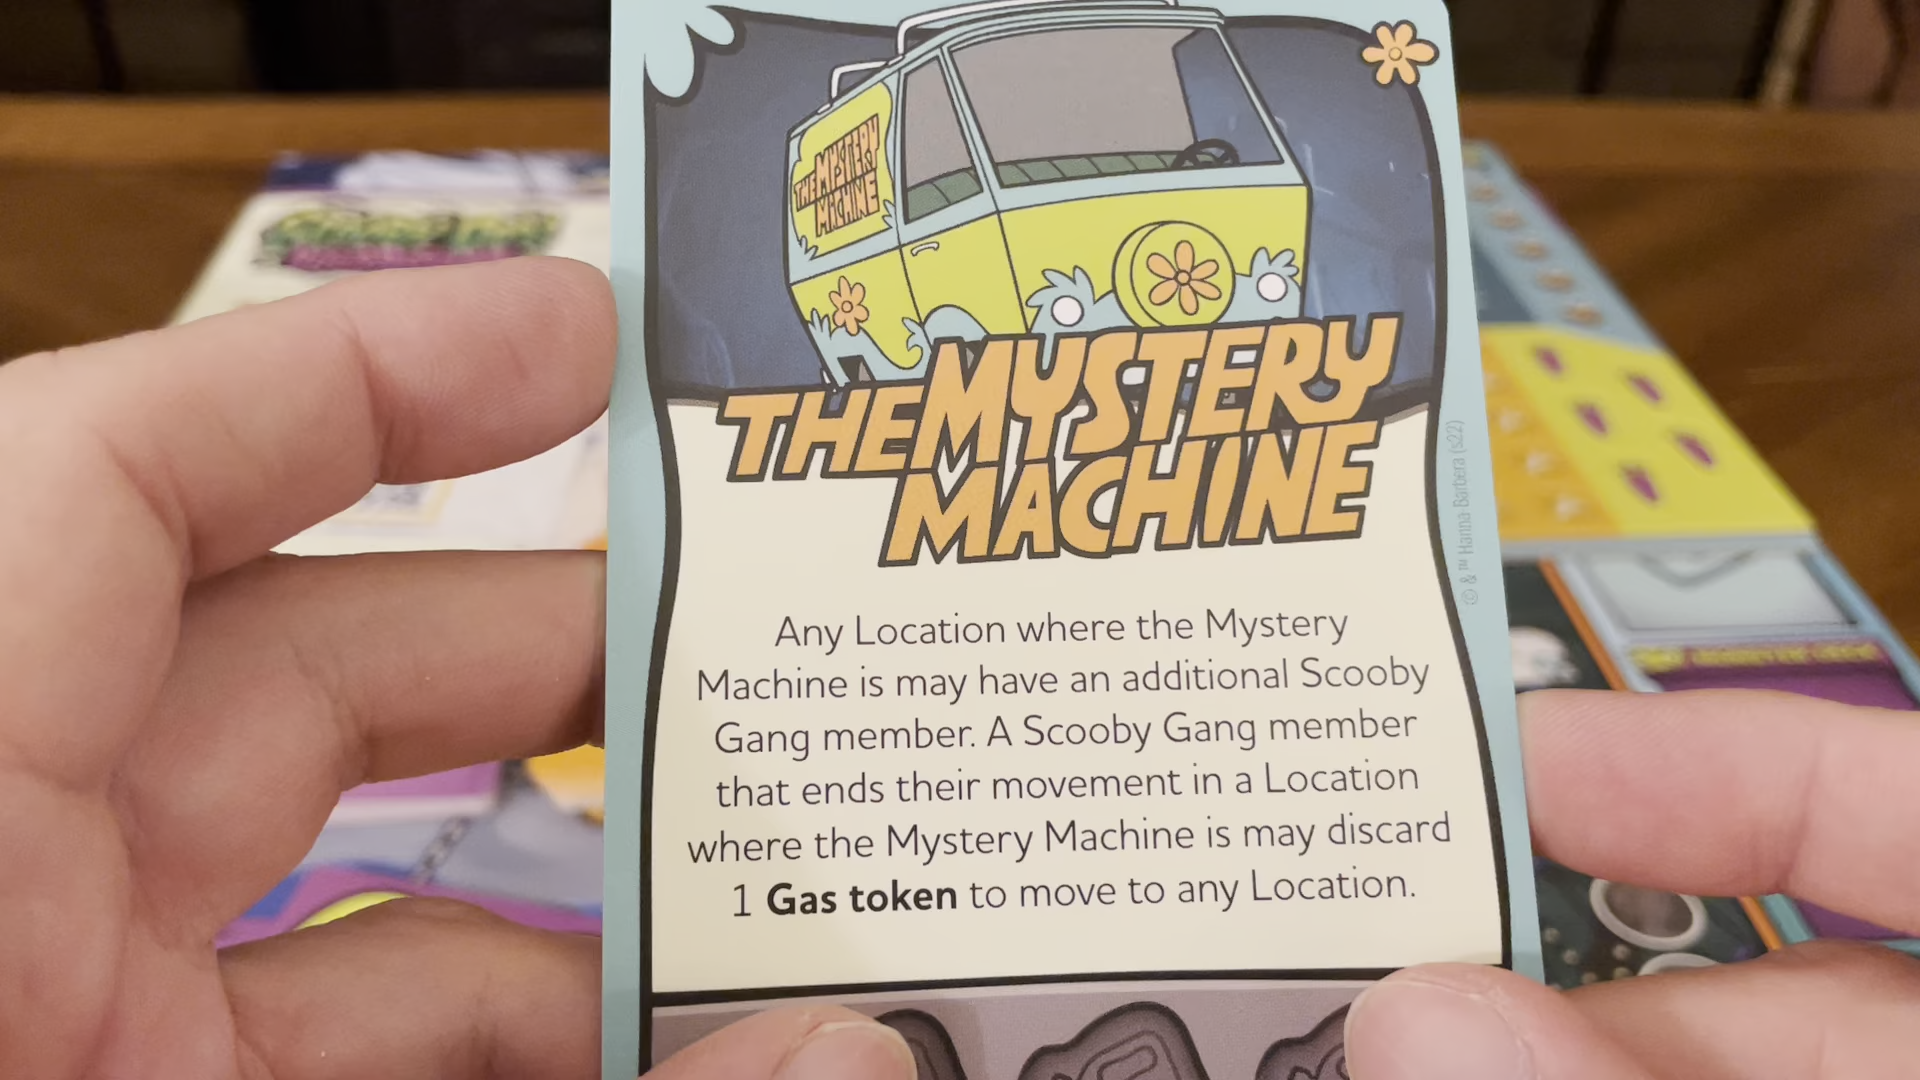 THE MYSTERY
MACHINE
THE MYSTERY
MACHINE
Any Location where the Mystery
Machine is may have an additional Scooby
Gang member. A Scooby Gang member
that ends their movement in a Location
where the Mystery Machine is may discard
1 Gas token to move to any Location.
© & ™ Hanna-Barbera (s22)